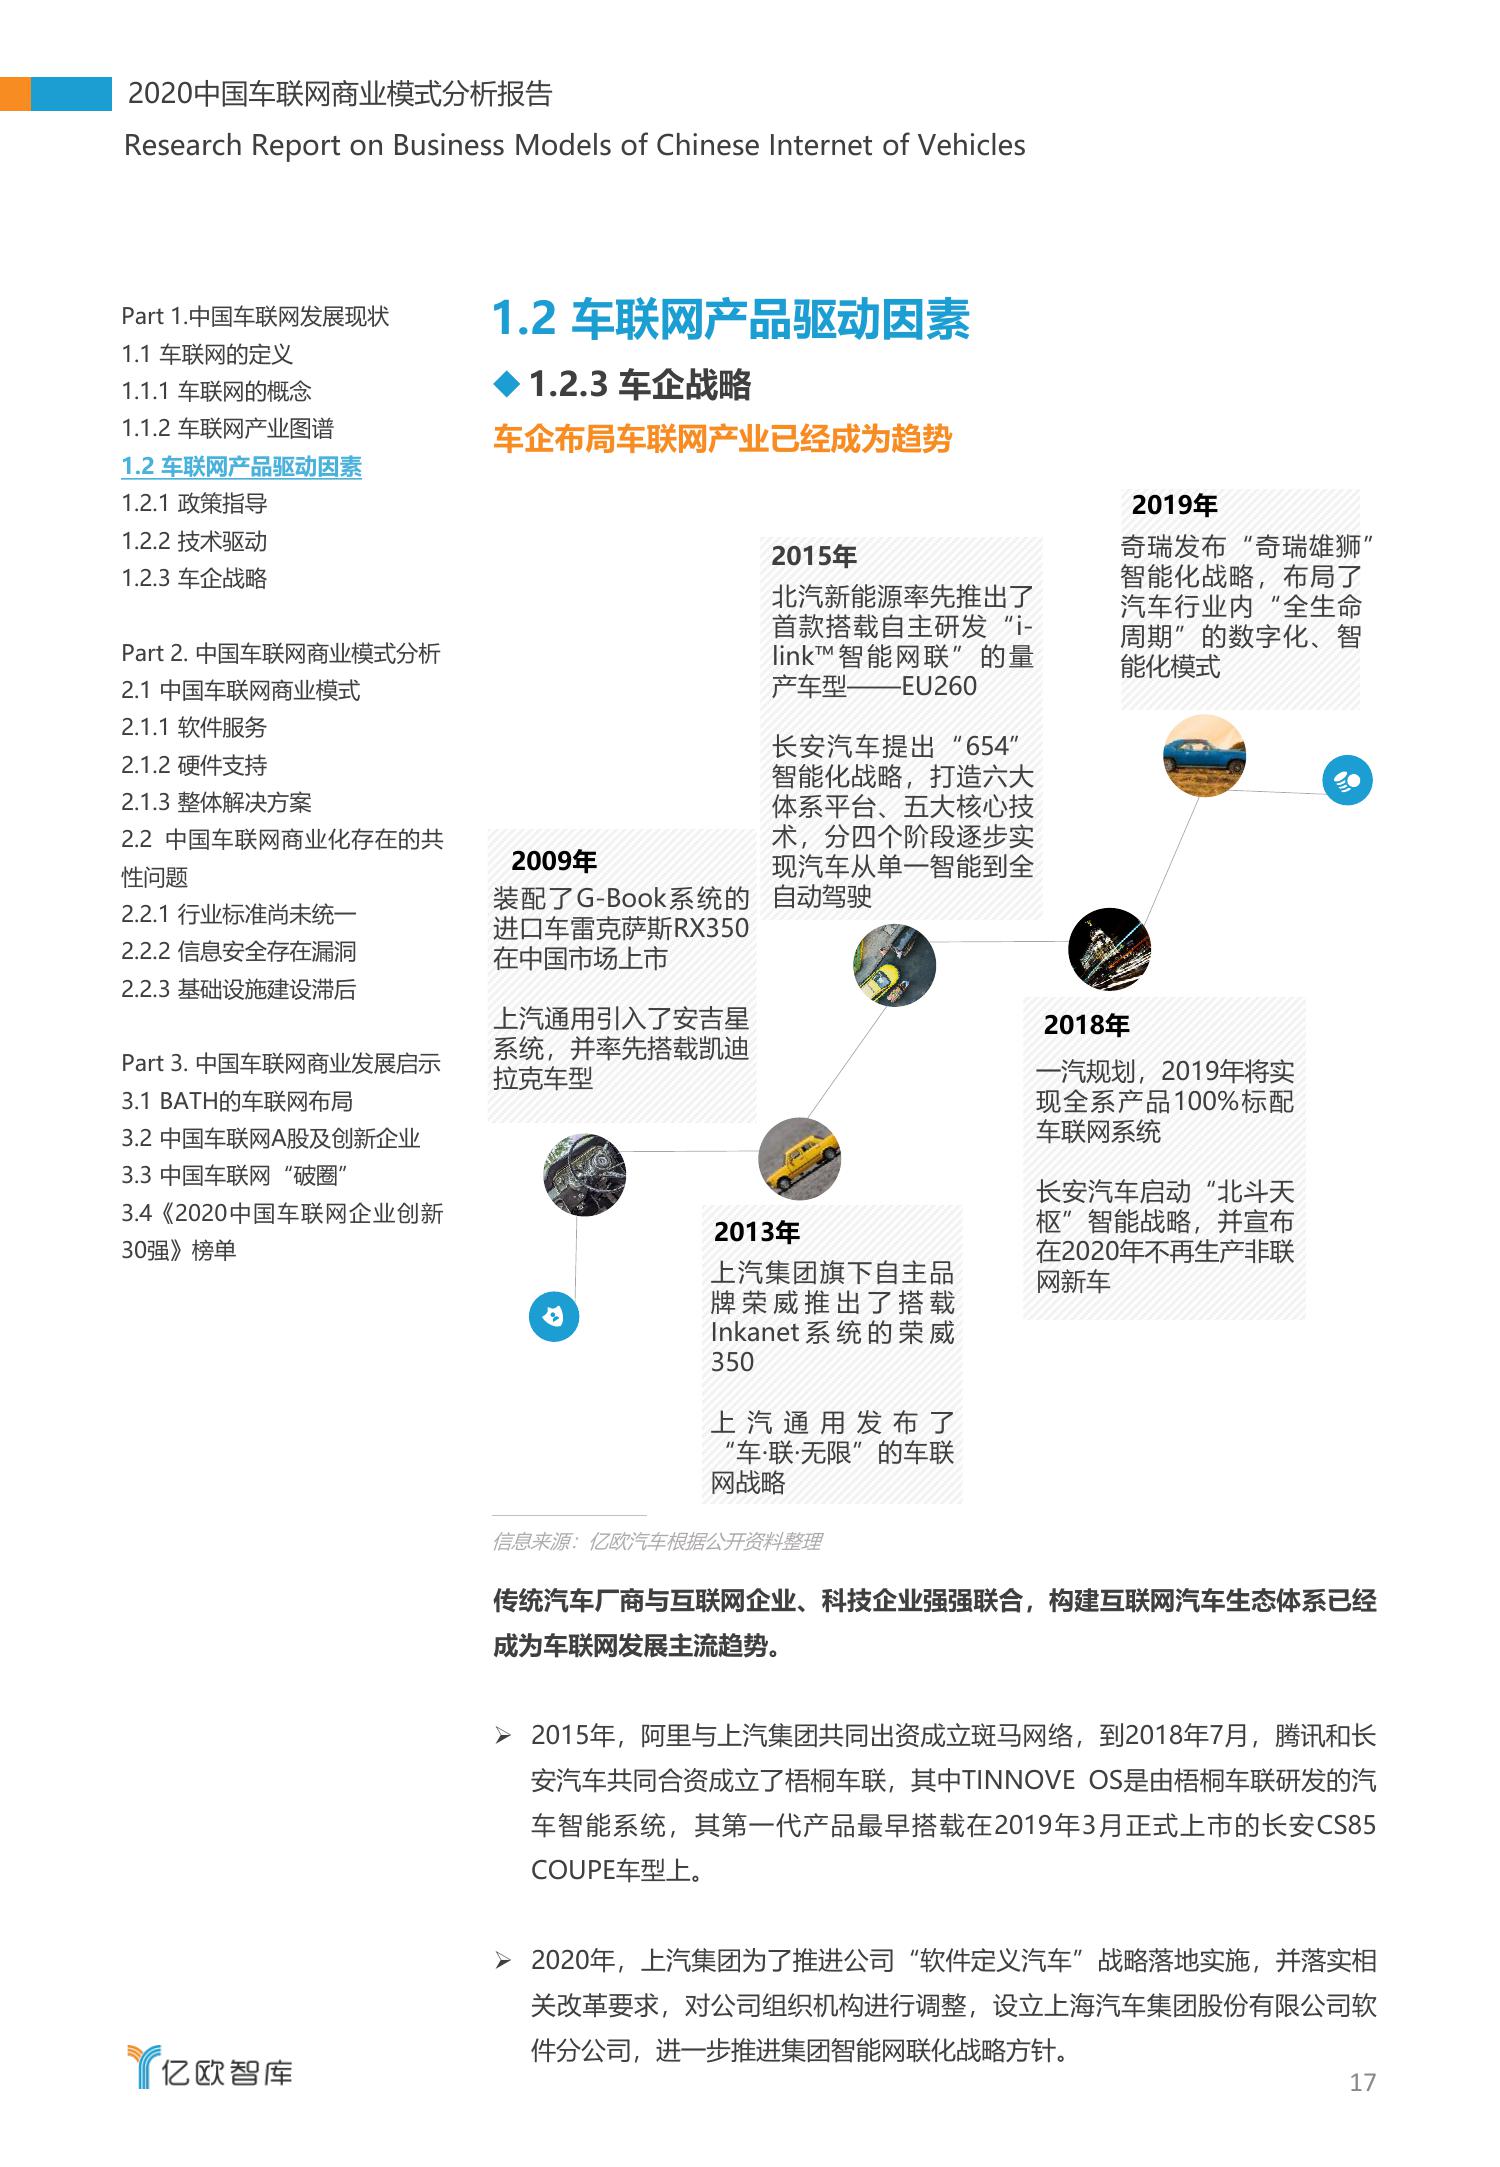 2020中国车联网商业模式分析报告
Research Report on Business Models of Chinese Internet of Vehicles
Part 1.中国车联网发展现状
1.1 车联网的定义
1.1.1 车联网的概念
1.1.2 车联网产业图谱
1.2 车联网产品驱动因素
1.2.1 政策指导
1.2.2 技术驱动
1.2.3 车企战略
Part 2. 中国车联网商业模式分析
2.1 中国车联网商业模式
2.1.1 软件服务
2.1.2 硬件支持
2.1.3 整体解决方案
2.2 中国车联网商业化存在的共
性问题
2.2.1 行业标准尚未统一
2.2.2 信息安全存在漏洞
2.2.3 基础设施建设滞后
Part 3. 中国车联网商业发展启示
3.1 BATH的车联网布局
3.2 中国车联网A股及创新企业
3.3 中国车联网“破圈”
3.4《2020中国车联网企业创新
30强》榜单
1.2 车联网产品驱动因素
◆ 1.2.3 车企战略
车企布局车联网产业已经成为趋势
2009年
装配了G-Book系统的
进口车雷克萨斯RX350
在中国市场上市
上汽通用引入了安吉星
系统，并率先搭载凯迪
拉克车型
2013年
上汽集团旗下自主品
牌荣威推出了搭载
Inkanet系统的荣威
350
上汽通用发布了
“车·联·无限”的车联
网战略
2015年
北汽新能源率先推出了
首款搭载自主研发“i-
link™智能网联”的量
产车型——EU260
长安汽车提出“654”
智能化战略，打造六大
体系平台、五大核心技
术，分四个阶段逐步实
现汽车从单一智能到全
自动驾驶
2018年
一汽规划，2019年将实
现全系产品100%标配
车联网系统
长安汽车启动“北斗天
枢”智能战略，并宣布
在2020年不再生产非联
网新车
2019年
奇瑞发布“奇瑞雄狮”
智能化战略，布局了
汽车行业内“全生命
周期”的数字化、智
能化模式
信息来源：亿欧汽车根据公开资料整理
传统汽车厂商与互联网企业、科技企业强强联合，构建互联网汽车生态体系已经
成为车联网发展主流趋势。
➢ 2015年，阿里与上汽集团共同出资成立斑马网络，到2018年7月，腾讯和长
安汽车共同合资成立了梧桐车联，其中TINNOVE OS是由梧桐车联研发的汽
车智能系统，其第一代产品最早搭载在2019年3月正式上市的长安CS85
COUPE车型上。
➢ 2020年，上汽集团为了推进公司“软件定义汽车”战略落地实施，并落实相
关改革要求，对公司组织机构进行调整，设立上海汽车集团股份有限公司软
件分公司，进一步推进集团智能网联化战略方针。
亿欧智库
17